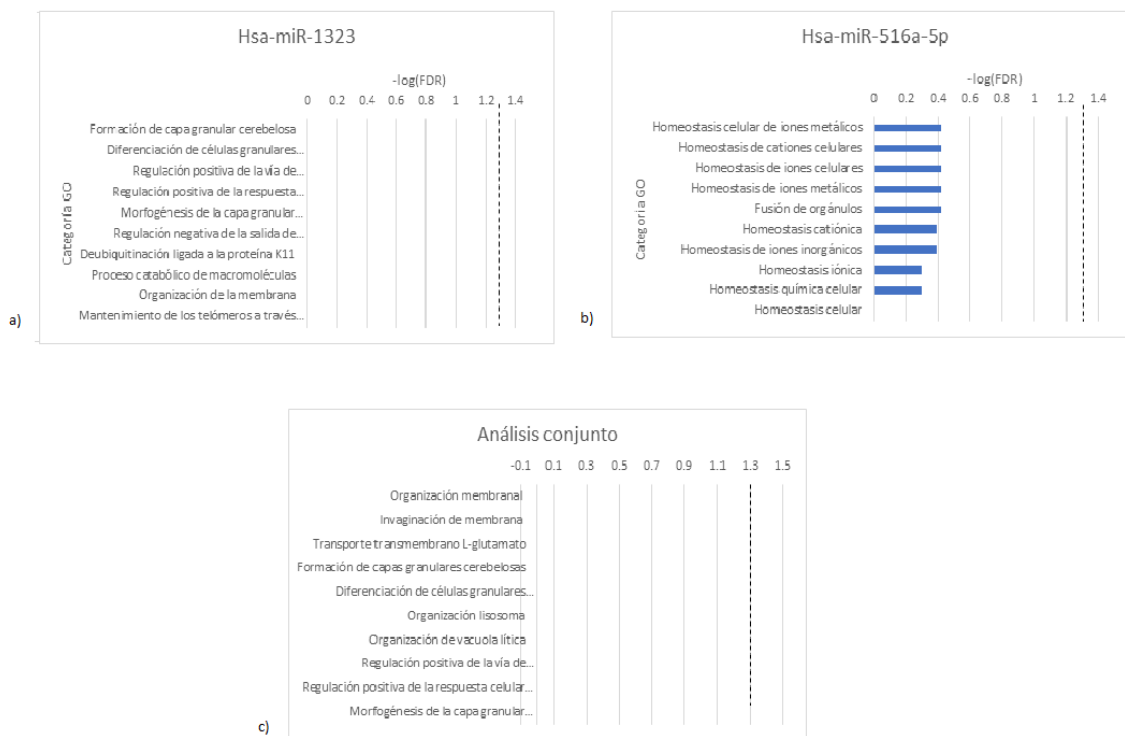 Hsa-miR-1323
-log(FDR)
0 0.2 0.4 0.6 0.8 1 1.2 1.4
Categoría GO
Formación de capa granular cerebelosa
Diferenciación de células granulares...
Regulación positiva de la vía de...
Regulación positiva de la respuesta...
Morfogénesis de la capa granular...
Regulación negativa de la salida de...
Deubiquitinación ligada a la proteína K11
Proceso catabólico de macromoléculas
Organización de la membrana
Mantenimiento de los telómeros a través...
a)
Hsa-miR-516a-5p
-log(FDR)
0 0.2 0.4 0.6 0.8 1 1.2 1.4
Categoría GO
Homeostasis celular de iones metálicos
Homeostasis de cationes celulares
Homeostasis de iones celulares
Homeostasis de iones metálicos
Fusión de orgánulos
Homeostasis catiónica
Homeostasis de iones inorgánicos
Homeostasis iónica
Homeostasis química celular
Homeostasis celular
b)
Análisis conjunto
-0.1 0.1 0.3 0.5 0.7 0.9 1.1 1.3 1.5
Organización membranal
Invaginación de membrana
Transporte transmembrano L-glutamato
Formación de capas granulares cerebelosas
Diferenciación de células granulares...
Organización lisosoma
Organización de vacuola lítica
Regulación positiva de la vía de...
Regulación positiva de la respuesta celular...
Morfogénesis de la capa granular...
c)